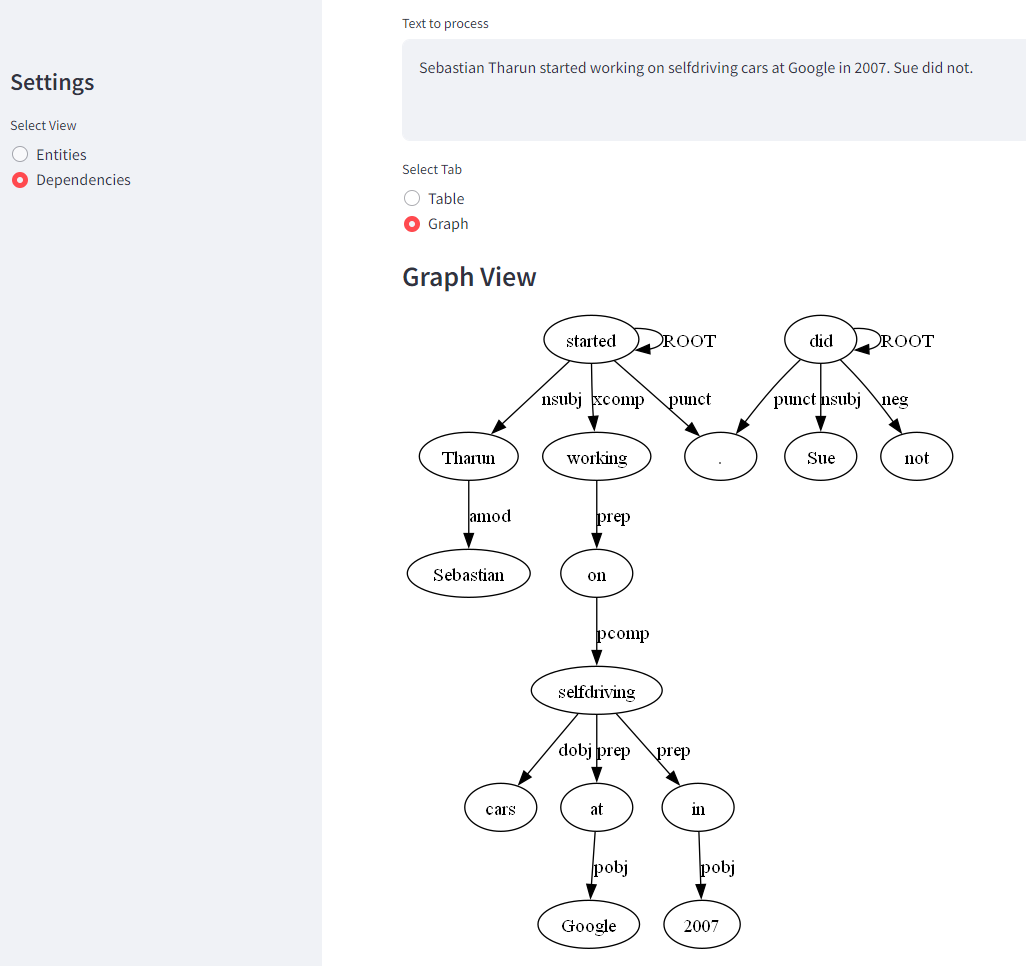 Text to process
Sebastian Tharun started working on selfdriving cars at Google in 2007. Sue did not.
Settings
Select View
Entities
Dependencies
Select Tab
Table
Graph
Graph View
started ROOT did ROOT
nsubj xcomp punct punct nsubj neg
Tharun working . Sue not
amod prep
Sebastian on
pcomp
selfdriving
dobj prep prep
cars at in
pobj pobj
Google 2007